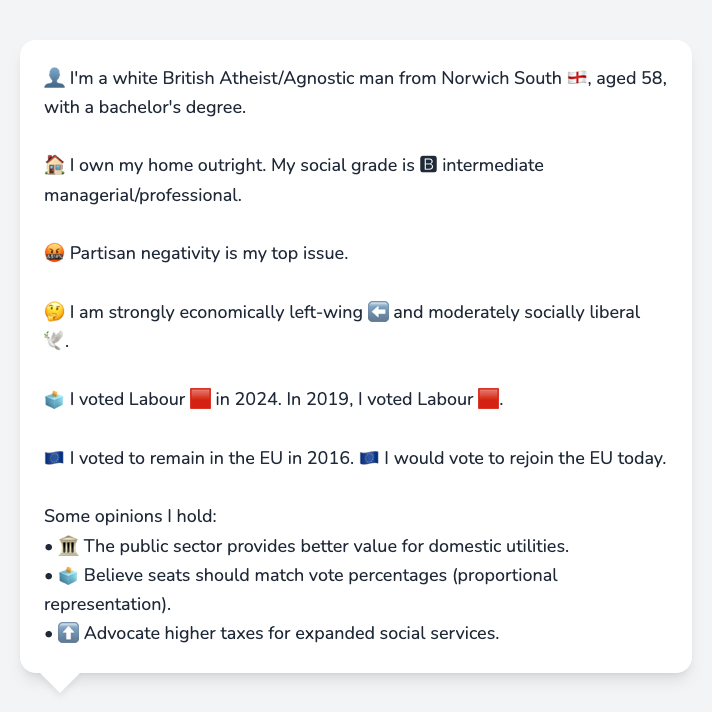 👤 I'm a white British Atheist/Agnostic man from Norwich South 🏴󠁧󠁢󠁥󠁮󠁧󠁿, aged 58,
with a bachelor's degree.
🏠 I own my home outright. My social grade is 🅱 intermediate
managerial/professional.
🤬 Partisan negativity is my top issue.
🤔 I am strongly economically left-wing ⬅️ and moderately socially liberal
🕊️.
🗳️ I voted Labour 🟥 in 2024. In 2019, I voted Labour 🟥.
🇪🇺 I voted to remain in the EU in 2016. 🇪🇺 I would vote to rejoin the EU today.
Some opinions I hold:
• 🏛️ The public sector provides better value for domestic utilities.
• 🗳️ Believe seats should match vote percentages (proportional
representation).
• ⬆️ Advocate higher taxes for expanded social services.